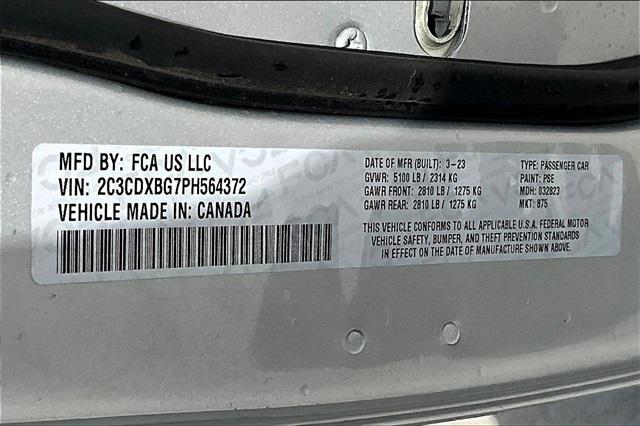 MFD BY: FCA US LLC
VIN: 2C3CDXBG7PH564372
VEHICLE MADE IN: CANADA
DATE OF MFR (BUILT): 3-23
GVWR: 5100 LB / 2314 KG
GAWR FRONT: 2810 LB / 1275 KG
GAWR REAR: 2810 LB / 1275 KG
TYPE: PASSENGER CAR
PAINT: PSE
MDH: 032823
MKT: 875
THIS VEHICLE CONFORMS TO ALL APPLICABLE U.S.A. FEDERAL MOTOR
VEHICLE SAFETY, BUMPER, AND THEFT PREVENTION STANDARDS
IN EFFECT ON THE DATE OF MANUFACTURE SHOWN ABOVE.